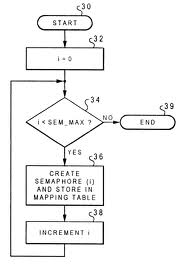 30
START
32
i = 0
34
i < SEM_MAX ?
NO
39
END
YES
36
CREATE
SEMAPHORE (i)
AND STORE IN
MAPPING TABLE
38
INCREMENT i